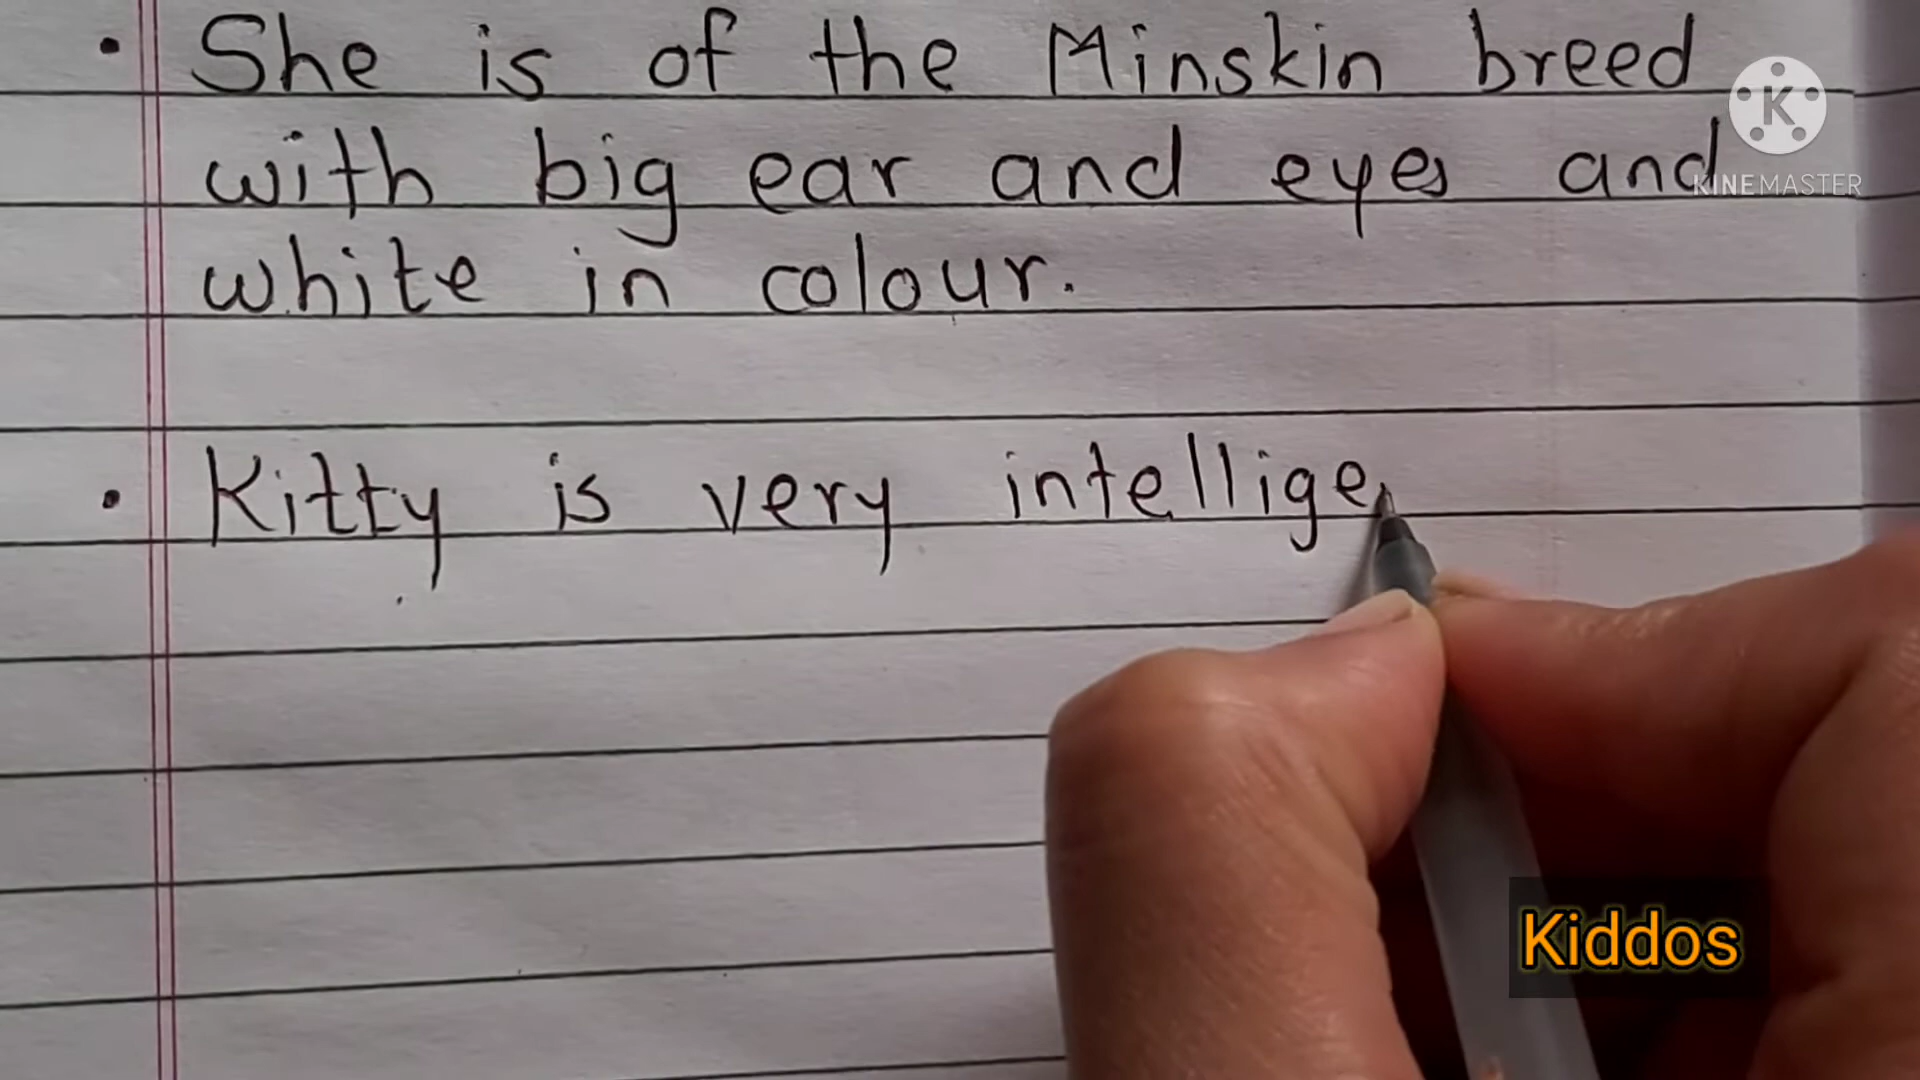 • She is of the Minskin breed
with big ear and eyes and
white in colour.
• Kitty is very intellige
K
KINEMASTER
Kiddos